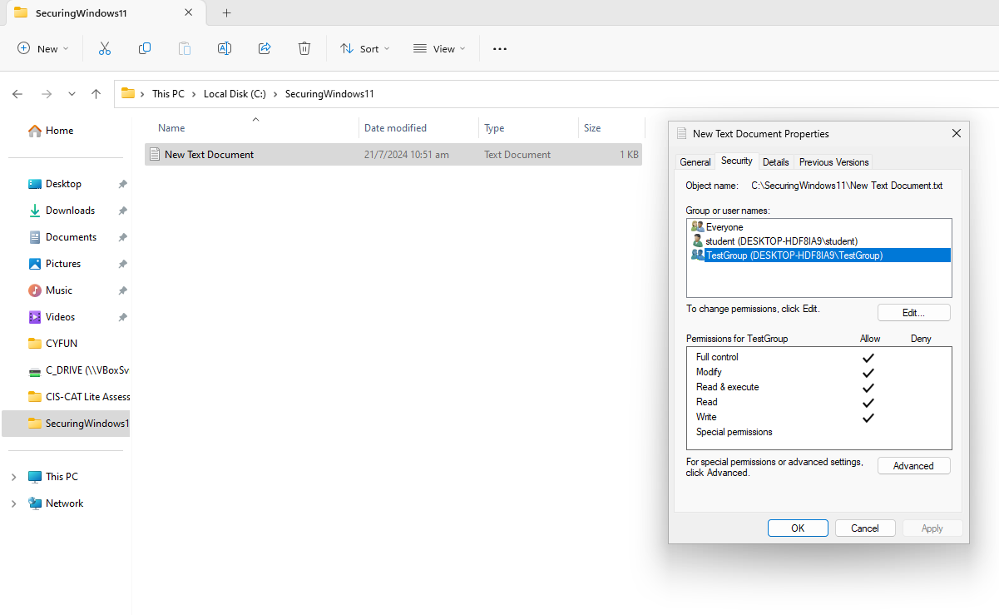 SecuringWindows11
New
Sort
View
This PC
Local Disk (C:)
SecuringWindows11
Home
Desktop
Downloads
Documents
Pictures
Music
Videos
CYFUN
C_DRIVE (\\VBoxSv
CIS-CAT Lite Assess
SecuringWindows1
This PC
Network
Name Date modified Type Size
New Text Document 21/7/2024 10:51 am Text Document 1 KB
New Text Document Properties
General Security Details Previous Versions
Object name: C:\SecuringWindows11\New Text Document.txt
Group or user names:
Everyone
student (DESKTOP-HDF8IA9\student)
TestGroup (DESKTOP-HDF8IA9\TestGroup)
To change permissions, click Edit.
Edit...
Permissions for TestGroup Allow Deny
Full control
Modify
Read & execute
Read
Write
Special permissions
For special permissions or advanced settings,
click Advanced.
Advanced
OK Cancel Apply